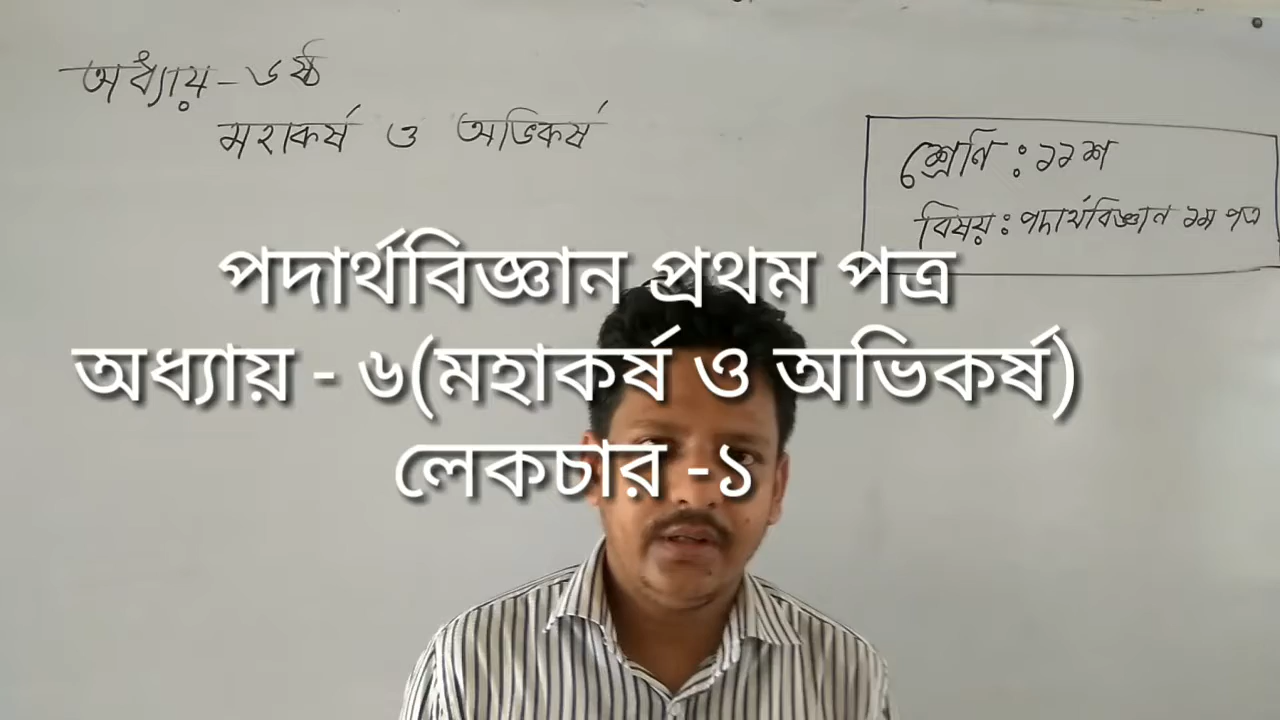 অধ্যায় - ৬ষ্ঠ
মহাকর্ষ ও অভিকর্ষ
শ্রেণি : ১১শ
বিষয় : পদার্থবিজ্ঞান ১ম পত্র
পদার্থবিজ্ঞান প্রথম পত্র
অধ্যায় - ৬(মহাকর্ষ ও অভিকর্ষ)
লেকচার -১